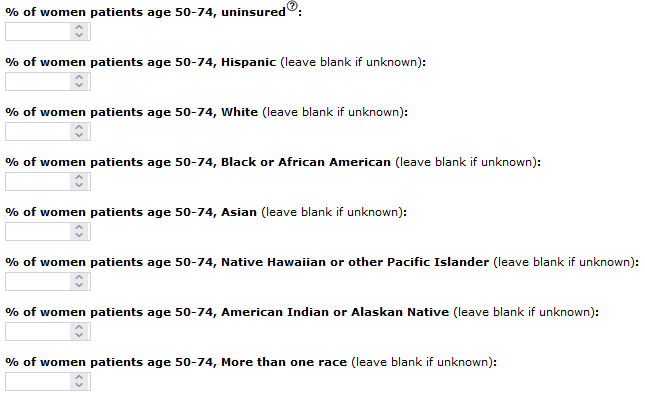 % of women patients age 50-74, uninsured?:
% of women patients age 50-74, Hispanic (leave blank if unknown):
% of women patients age 50-74, White (leave blank if unknown):
% of women patients age 50-74, Black or African American (leave blank if unknown):
% of women patients age 50-74, Asian (leave blank if unknown):
% of women patients age 50-74, Native Hawaiian or other Pacific Islander (leave blank if unknown):
% of women patients age 50-74, American Indian or Alaskan Native (leave blank if unknown):
% of women patients age 50-74, More than one race (leave blank if unknown):